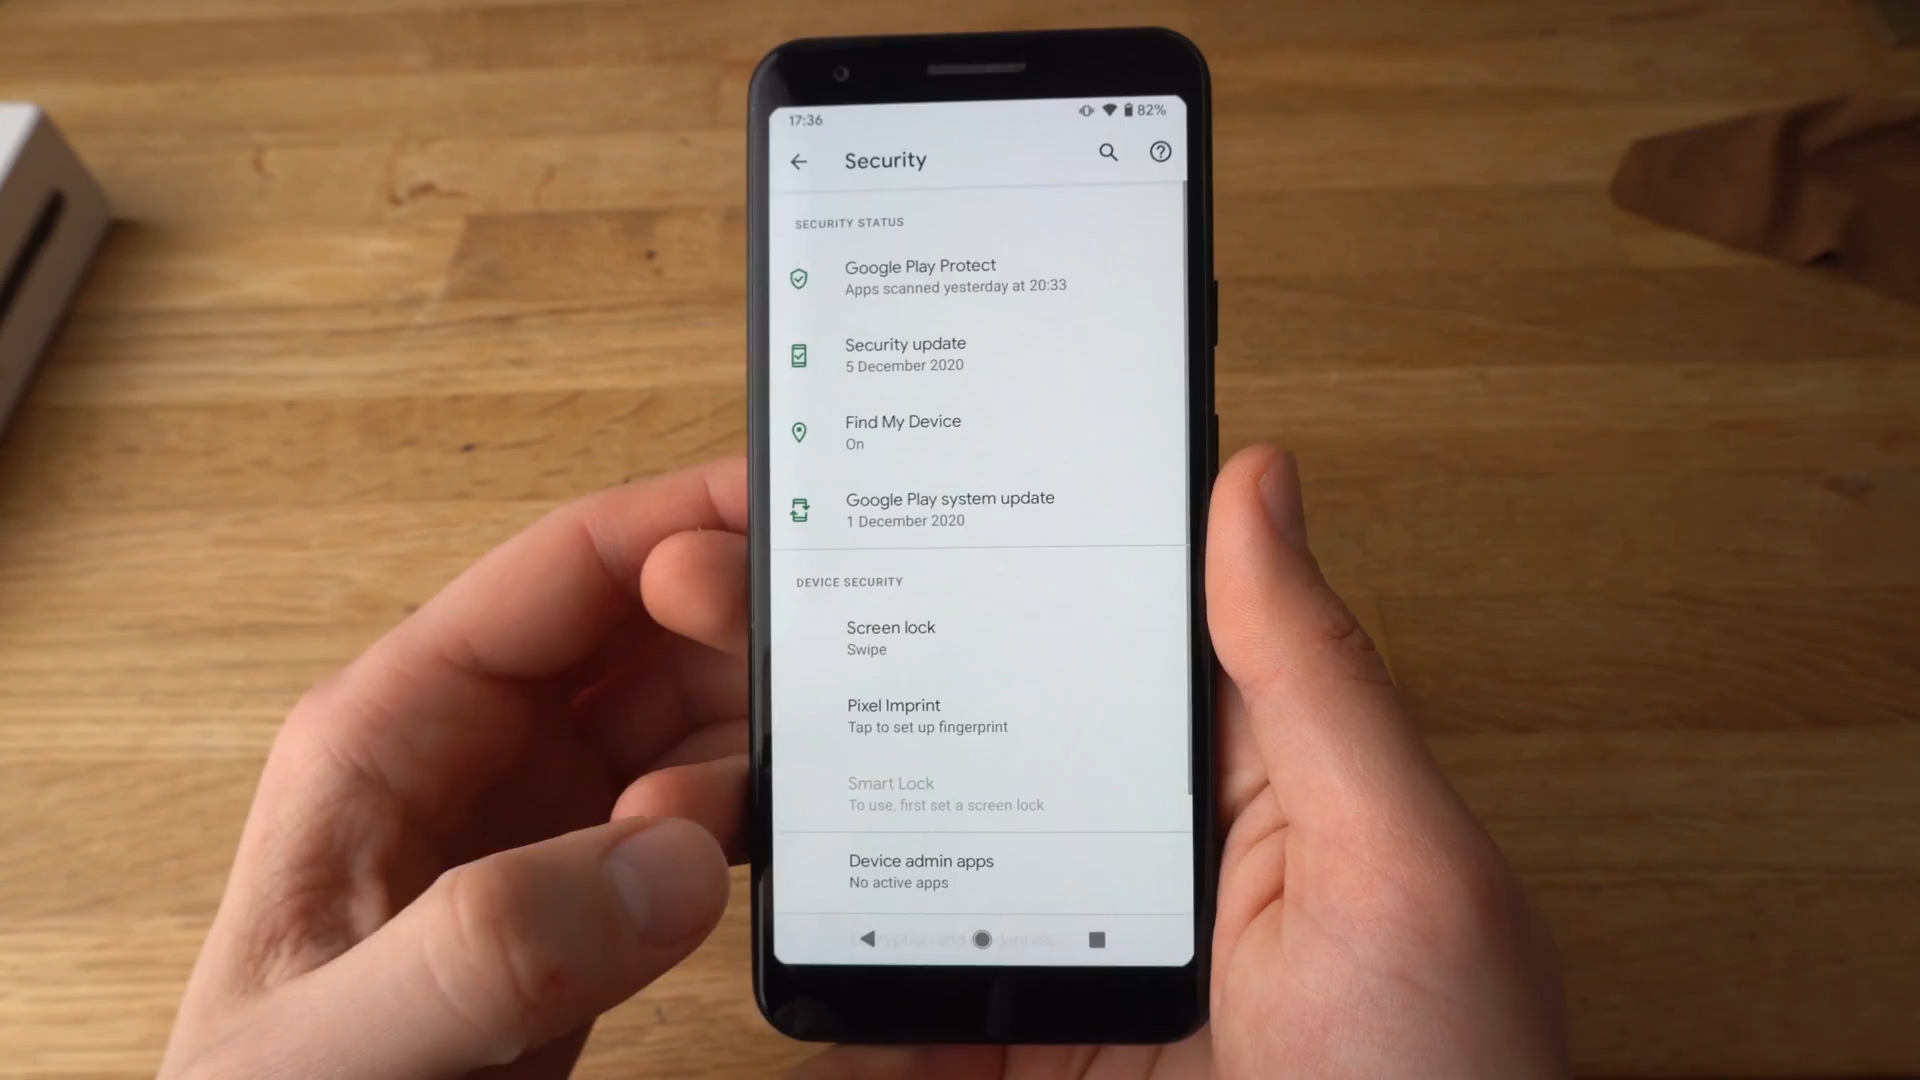 17:36
82%
Security
SECURITY STATUS
Google Play Protect
Apps scanned yesterday at 20:33
Security update
5 December 2020
Find My Device
On
Google Play system update
1 December 2020
DEVICE SECURITY
Screen lock
Swipe
Pixel Imprint
Tap to set up fingerprint
Smart Lock
To use, first set a screen lock
Device admin apps
No active apps